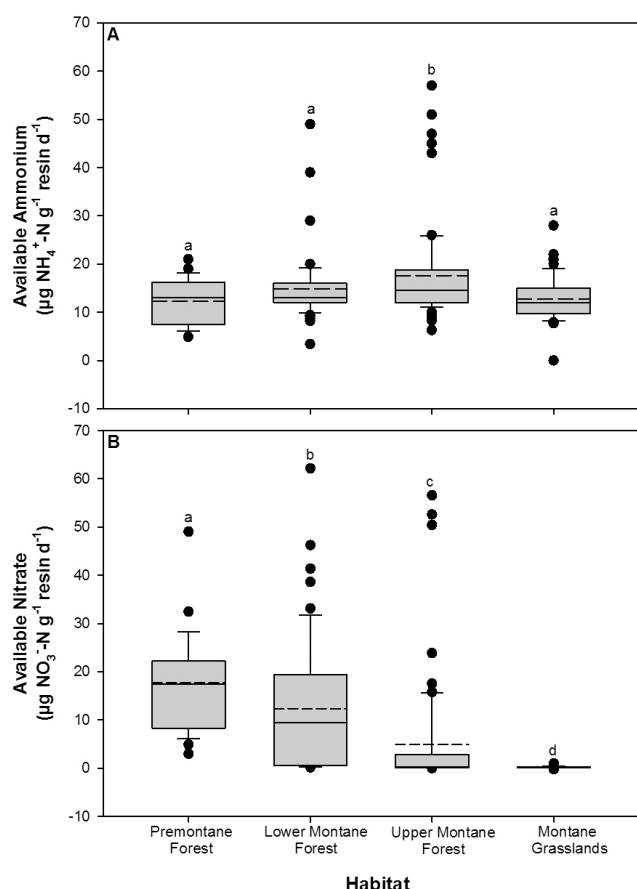 A
Available Ammonium
(µg NH₄⁺-N g⁻¹ resin d⁻¹)
70
60
50
40
30
20
10
0
-10
a
a
b
a
B
Available Nitrate
(µg NO₃⁻-N g⁻¹ resin d⁻¹)
70
60
50
40
30
20
10
0
-10
a
b
c
d
Premontane Lower Montane Upper Montane Montane
Forest Forest Forest Grasslands
Habitat